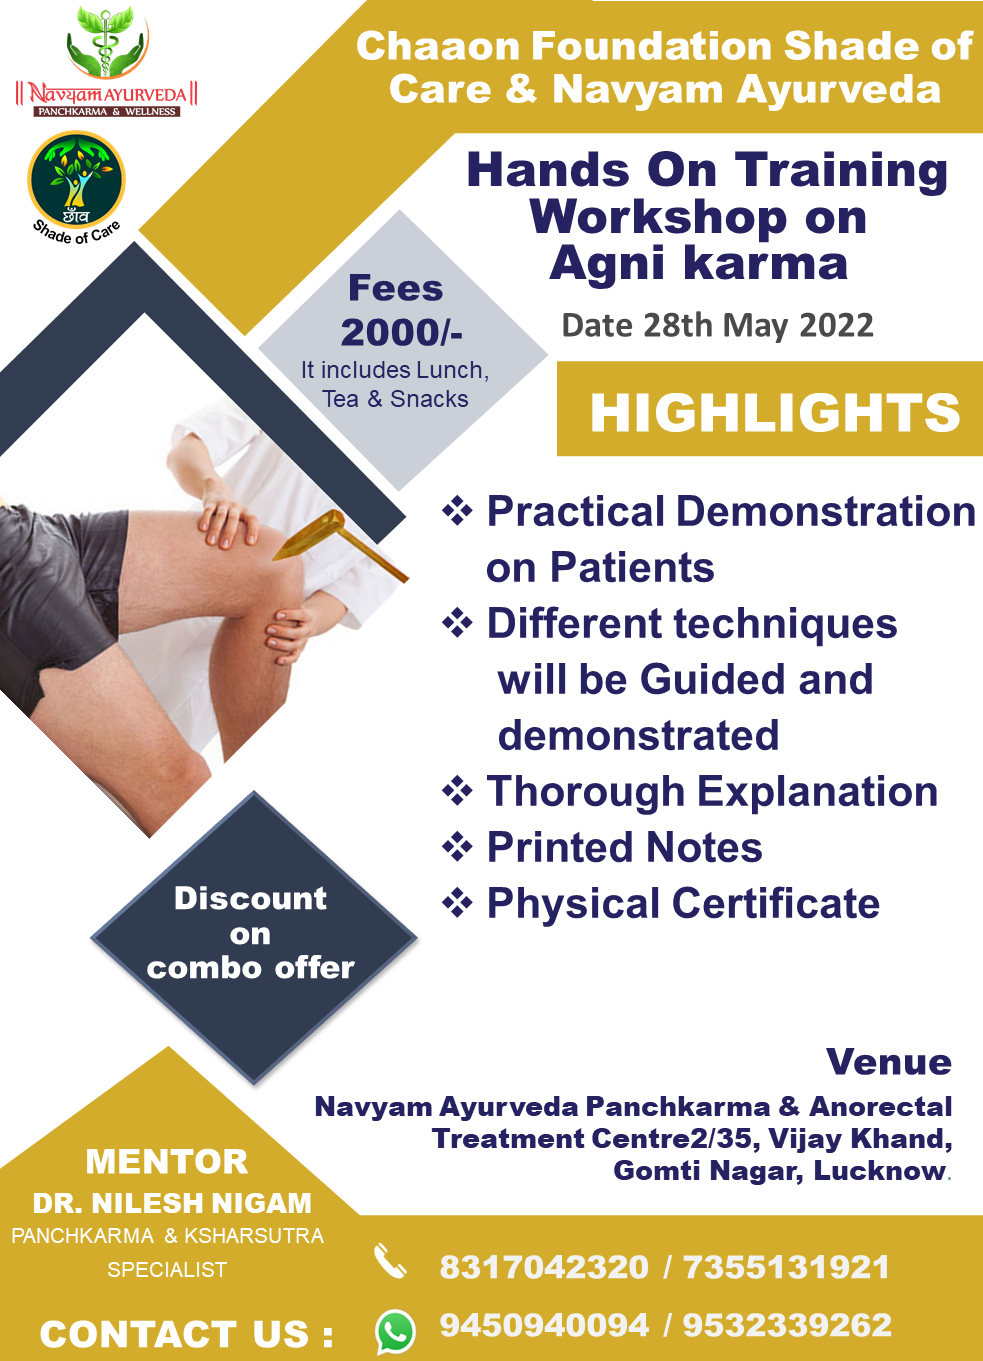 || Navyam AYURVEDA ||
PANCHKARMA & WELLNESS
छाँव
Shade of Care
Chaaon Foundation Shade of
Care & Navyam Ayurveda
Hands On Training
Workshop on
Agni karma
Date 28th May 2022
Fees
2000/-
It includes Lunch,
Tea & Snacks
HIGHLIGHTS
❖ Practical Demonstration
on Patients
❖ Different techniques
will be Guided and
demonstrated
❖ Thorough Explanation
❖ Printed Notes
❖ Physical Certificate
Discount
on
combo offer
Venue
Navyam Ayurveda Panchkarma & Anorectal
Treatment Centre2/35, Vijay Khand,
Gomti Nagar, Lucknow.
MENTOR
DR. NILESH NIGAM
PANCHKARMA & KSHARSUTRA
SPECIALIST
CONTACT US :
8317042320 / 7355131921
9450940094 / 9532339262